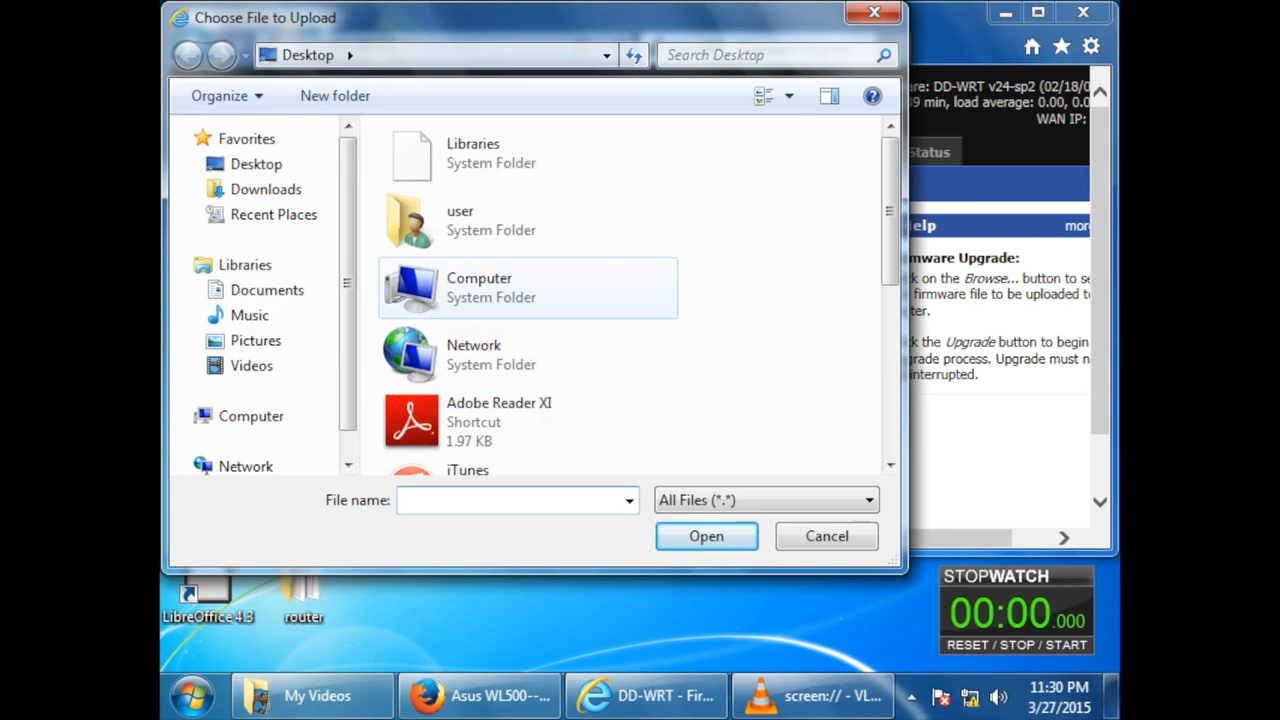 Choose File to Upload
Desktop
Search Desktop
Organize
New folder
Favorites
Desktop
Downloads
Recent Places
Libraries
Documents
Music
Pictures
Videos
Computer
Network
Libraries
System Folder
user
System Folder
Computer
System Folder
Network
System Folder
Adobe Reader XI
Shortcut
1.97 KB
iTunes
File name:
All Files (*.*)
Open
Cancel
are: DD-WRT v24-sp2 (02/18/0
9 min, load average: 0.00, 0.0
WAN IP:
Status
elp
more
mware Upgrade:
k on the Browse... button to se
firmware file to be uploaded to
ter.
k the Upgrade button to begin
grade process. Upgrade must n
interrupted.
LibreOffice 4.3
router
STOPWATCH
00:00.000
RESET / STOP / START
My Videos
Asus WL500--...
DD-WRT - Fir...
screen:// - VL...
11:30 PM
3/27/2015